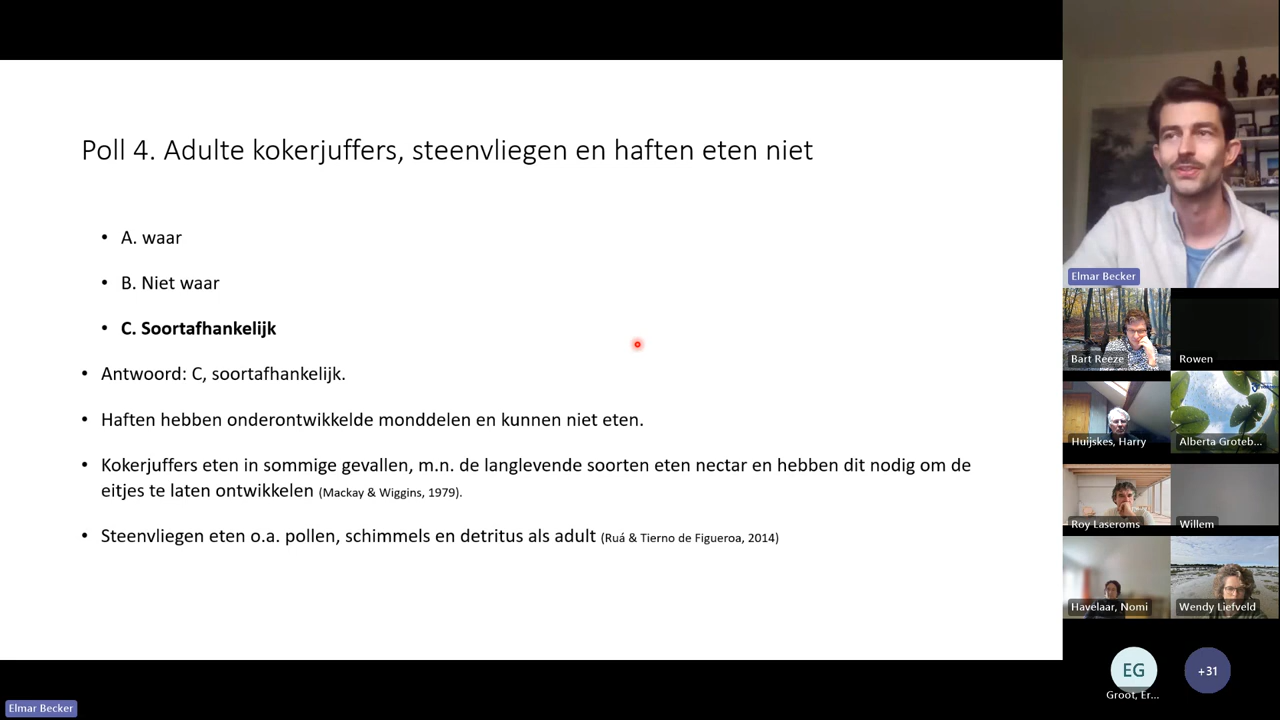 Poll 4. Adulte kokerjuffers, steenvliegen en haften eten niet
• A. waar
• B. Niet waar
• C. Soortafhankelijk
• Antwoord: C, soortafhankelijk.
• Haften hebben onderontwikkelde monddelen en kunnen niet eten.
• Kokerjuffers eten in sommige gevallen, m.n. de langlevende soorten eten nectar en hebben dit nodig om de
eitjes te laten ontwikkelen (Mackay & Wiggins, 1979).
• Steenvliegen eten o.a. pollen, schimmels en detritus als adult (Ruá & Tierno de Figueroa, 2014)
Elmar Becker
Bart Reeze
Rowen
Huijskes, Harry
Alberta Groteb...
Roy Laseroms
Willem
Havelaar, Nomi
Wendy Liefveld
EG
Groot, Er...
+31
Elmar Becker